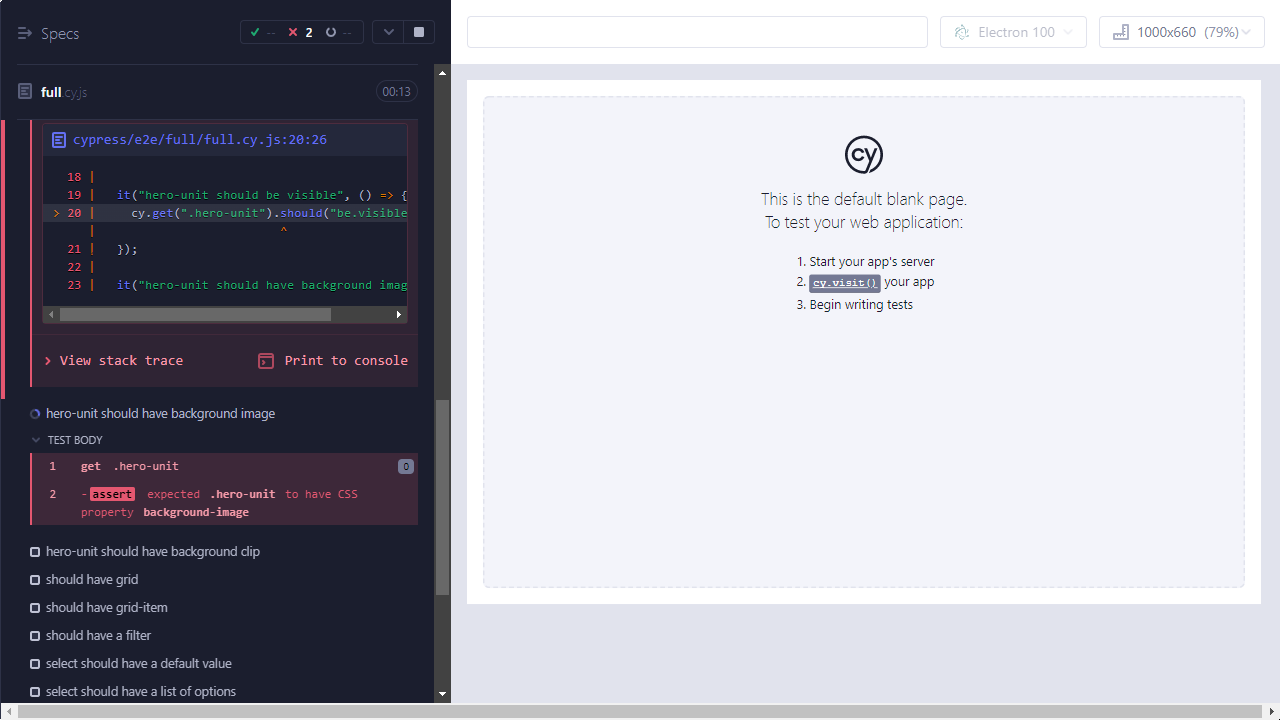 Specs
-- 2 --
Electron 100
1000x660 (79%)
full.cy.js
00:13
cypress/e2e/full/full.cy.js:20:26
18 |
19 | it("hero-unit should be visible", () => {
> 20 | cy.get(".hero-unit").should("be.visible
| ^
21 | });
22 |
23 | it("hero-unit should have background imag
View stack trace
Print to console
hero-unit should have background image
TEST BODY
1 get .hero-unit 0
2 -assert expected .hero-unit to have CSS
property background-image
hero-unit should have background clip
should have grid
should have grid-item
should have a filter
select should have a default value
select should have a list of options
cy
This is the default blank page.
To test your web application:
1. Start your app's server
2. cy.visit() your app
3. Begin writing tests